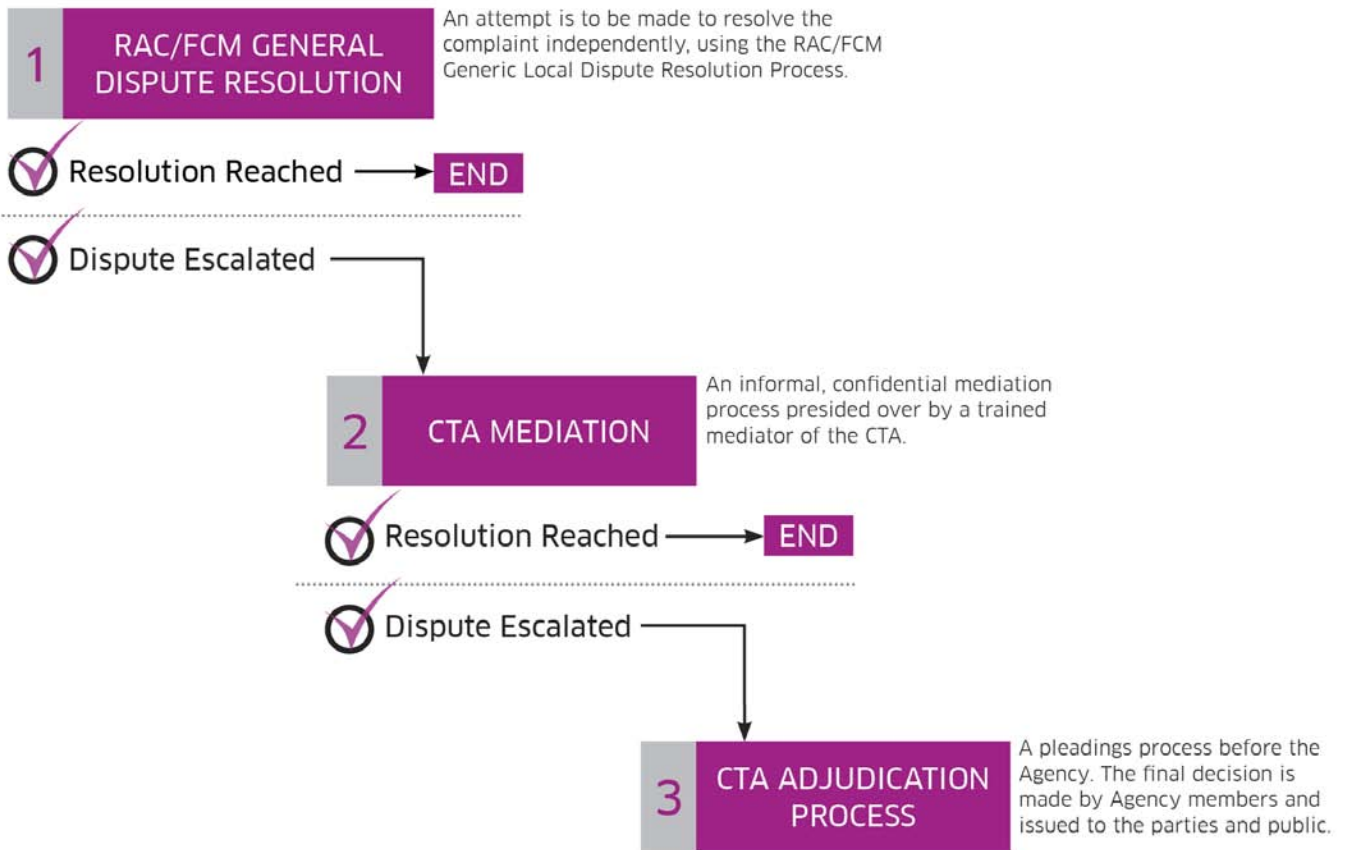 1
RAC/FCM GENERAL
DISPUTE RESOLUTION
An attempt is to be made to resolve the
complaint independently, using the RAC/FCM
Generic Local Dispute Resolution Process.
Resolution Reached
END
Dispute Escalated
2
CTA MEDIATION
An informal, confidential mediation
process presided over by a trained
mediator of the CTA.
Resolution Reached
END
Dispute Escalated
3
CTA ADJUDICATION
PROCESS
A pleadings process before the
Agency. The final decision is
made by Agency members and
issued to the parties and public.